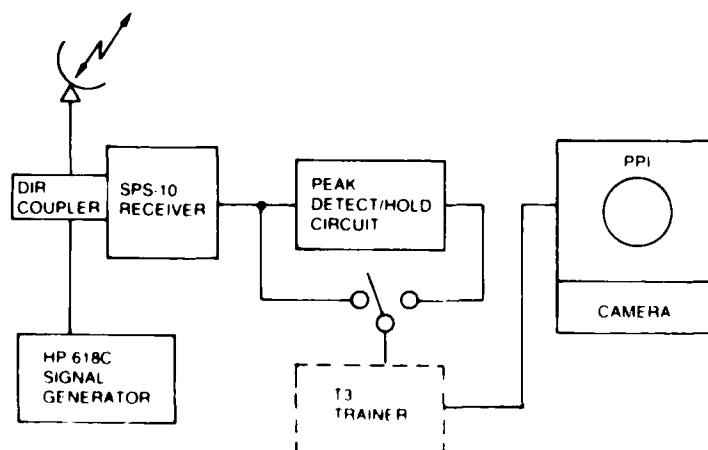 DIR
COUPLER
SPS-10
RECEIVER
PEAK
DETECT/HOLD
CIRCUIT
PPI
CAMERA
HP 618C
SIGNAL
GENERATOR
T3
TRAINER